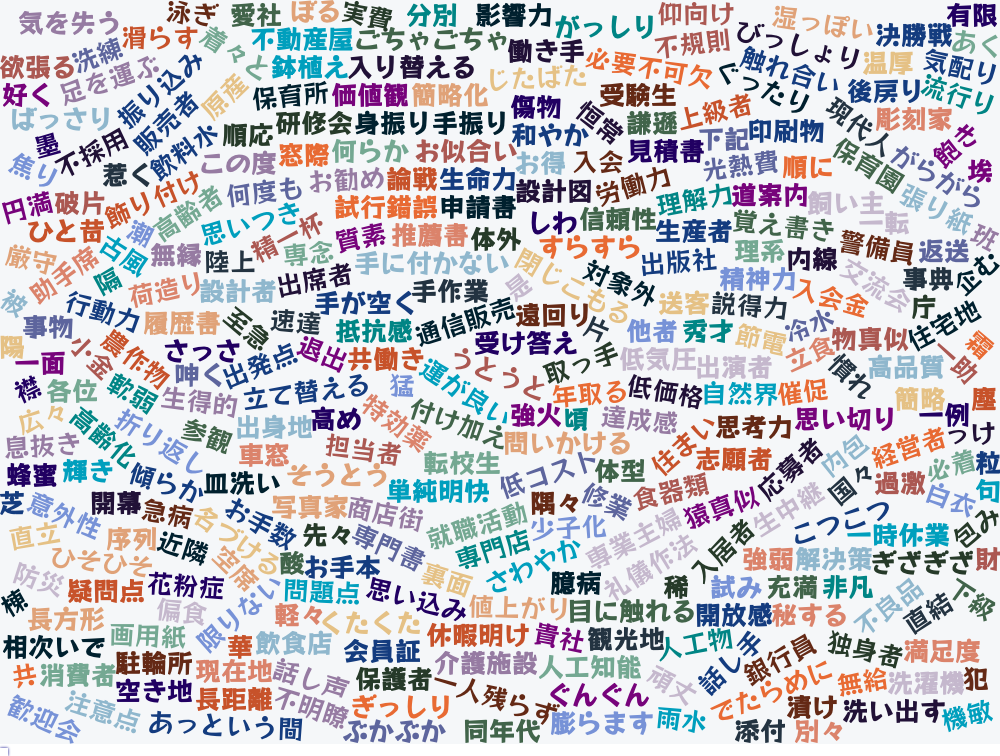 気を失う 泳ぎ 愛社 ぼる 実費 分別 影響力 がっしり 仰向け 湿っぽい 有限
欲張る 洗練 滑らす 着々と 不動産屋 ごちゃごちゃ 働き手 不規則 びっしょり 決勝戦 あく
足を運ぶ 振り込み 鉢植え 入り替える じたばた 必要不可欠 ぐったり 触れ合い 温厚 気配り
好く 原産 保育所 価値観 簡略化 傷物 受験生 上級者 後戻り 流行り
ばっさり 販売者 順応 研修会 身振り手振り 和やか 恒常 謙遜 下記 印刷物 現代人 彫刻家 さ
墨 不採用 飲料水 この度 窓際 何らか お似合い お得 入会 見積書 光熱費 順に 保育園 がらがら 飽 埃
焦り 惹く 飾り付け 何度も お勧め 論戦 生命力 設計図 労働力 理解力 道案内 飼い主 張り紙
円満 破片 高齢者 思いつき 試行錯誤 申請書 しわ 信頼性 生産者 覚え書き 一転 班
ひと昔 潮 精一杯 質素 推薦書 体外 すらすら 理系 内線 警備員 返送
厳守 古風 無縁 陸上 専念 手に付かない 閉じこもる 対象外 出版社 精神力 交流会 事典 企む
助手席 隔 荷造り 設計者 出席者 手が空く 手作業 昆 送客 説得力 入会金 庁
被 行動力 履歴書 至急 速達 抵抗感 通信販売 遠回り 片 他者 秀才 節電 冷水 物真似 住宅地
事物 小金 農作物 さっさ 出発点 退出 共働き うとうと 受け答え 取っ手 低気圧 出演者 立食 憤れ 高品質 一助 霜
陽 一面 呻く 立て替える 猛 運が良い 年取る 低価格 自然界 催促 簡略 塵
襟 各位 軟弱 生得的 高め 特効薬 付け加え 強火 頃 達成感 思考力 思い切り 一例
広々 高齢化 折り返し 参観 出身地 問いかける 住まい っけ
息抜き 車窓 担当者 転校生 低コスト 体型 志願者 応募者 内包 経営者 必着 粒
蜂蜜 輝き 傾らか 皿洗い そうとう 単純明快 隅々 修業 食器類 猿真似 国々 過激 白衣 句
芝 意外性 開幕 急病 写真家 商店街 就職活動 少子化 専業主婦 生中継 こつこつ 一時休業 包み
直立 序列 近隣 名づける お手数 先々 専門書 専門店 さわやか 礼儀作法 入居者 強弱 解決策 ぎざぎざ 財
ひそひそ 空席 酸 お手本 裏面 臆病 稀 試み 充満 非凡
防災 疑問点 花粉症 限りない 問題点 思い込み 値上がり 目に触れる 開放感 秘する 不良品 直結 下級
棟 長方形 偏食 軽々 くたくた 休暇明け 貴社 観光地 人工物 話し手
相次いで 画用紙 華 飲食店 会員証 介護施設 人工知能 銀行員 独身者 満足度
共 消費者 駐輪所 現在地 話し声 保護者 一人残らず 頑丈 無給 洗濯機 犯
空き地 長距離 不明瞭 ぎっしり ぐんぐん でたらめに 漬け 洗い出す
歓迎会 注意点 あっという間 ぷかぷか 同年代 膨らます 雨水 添付 別々 機敏